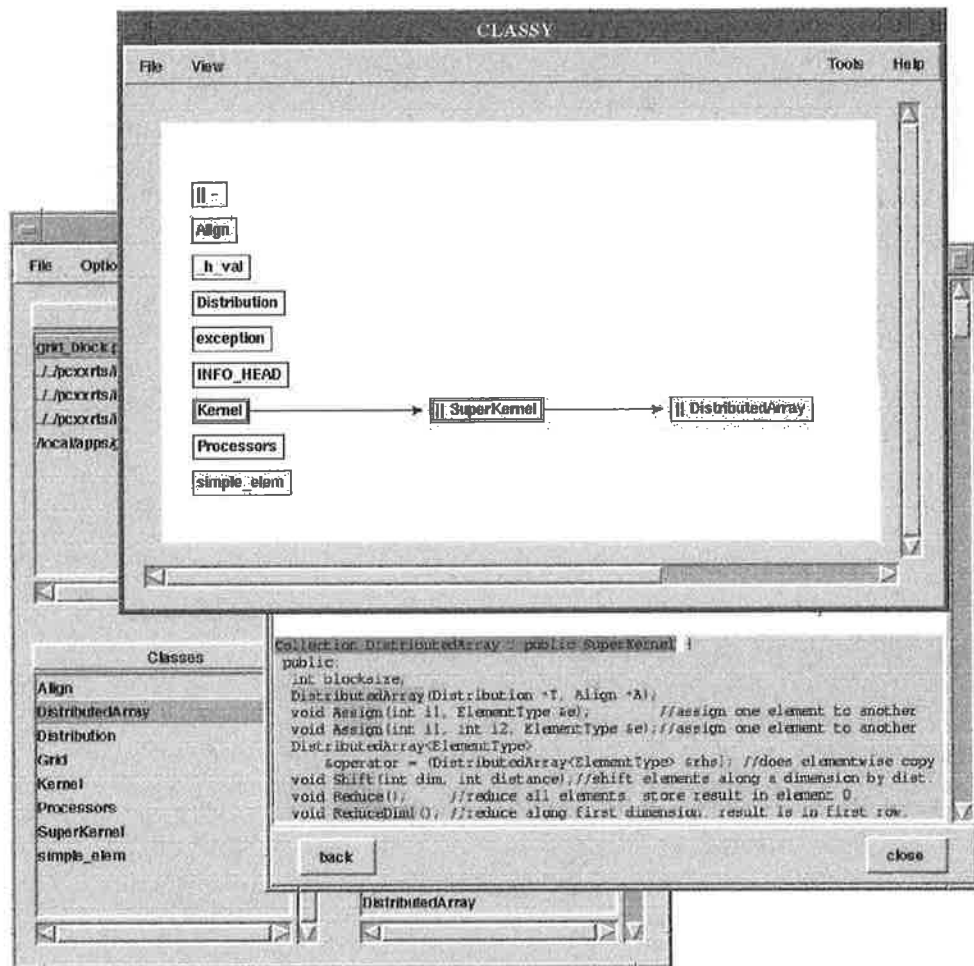 CLASSY
File View Tools Help
|| -
Align
_h_val
Distribution
exception
INFO_HEAD
Kernel || SuperKernel || DistributedArray
Processors
simple_elem
File Optio
grid_block.p
./../pcxxrts/i
./../pcxxrts/i
./../pcxxrts/i
/local/apps/g
Classes
Align
DistributedArray
Distribution
Grid
Kernel
Processors
SuperKernel
simple_elem
Collection DistributedArray : public SuperKernel {
public:
int blocksize;
DistributedArray(Distribution *T, Align *A);
void Assign(int i1, ElementType &e); //assign one element to another
void Assign(int i1, int i2, ElementType &e);//assign one element to another
DistributedArray<ElementType>
&operator = (DistributedArray<ElementType> &rhs); //does elementwise copy
void Shift(int dim, int distance);//shift elements along a dimension by dist.
void Reduce(); //reduce all elements, store result in element 0.
void ReduceDim1(); //reduce along first dimension, result is in first row.
back close
DistributedArray